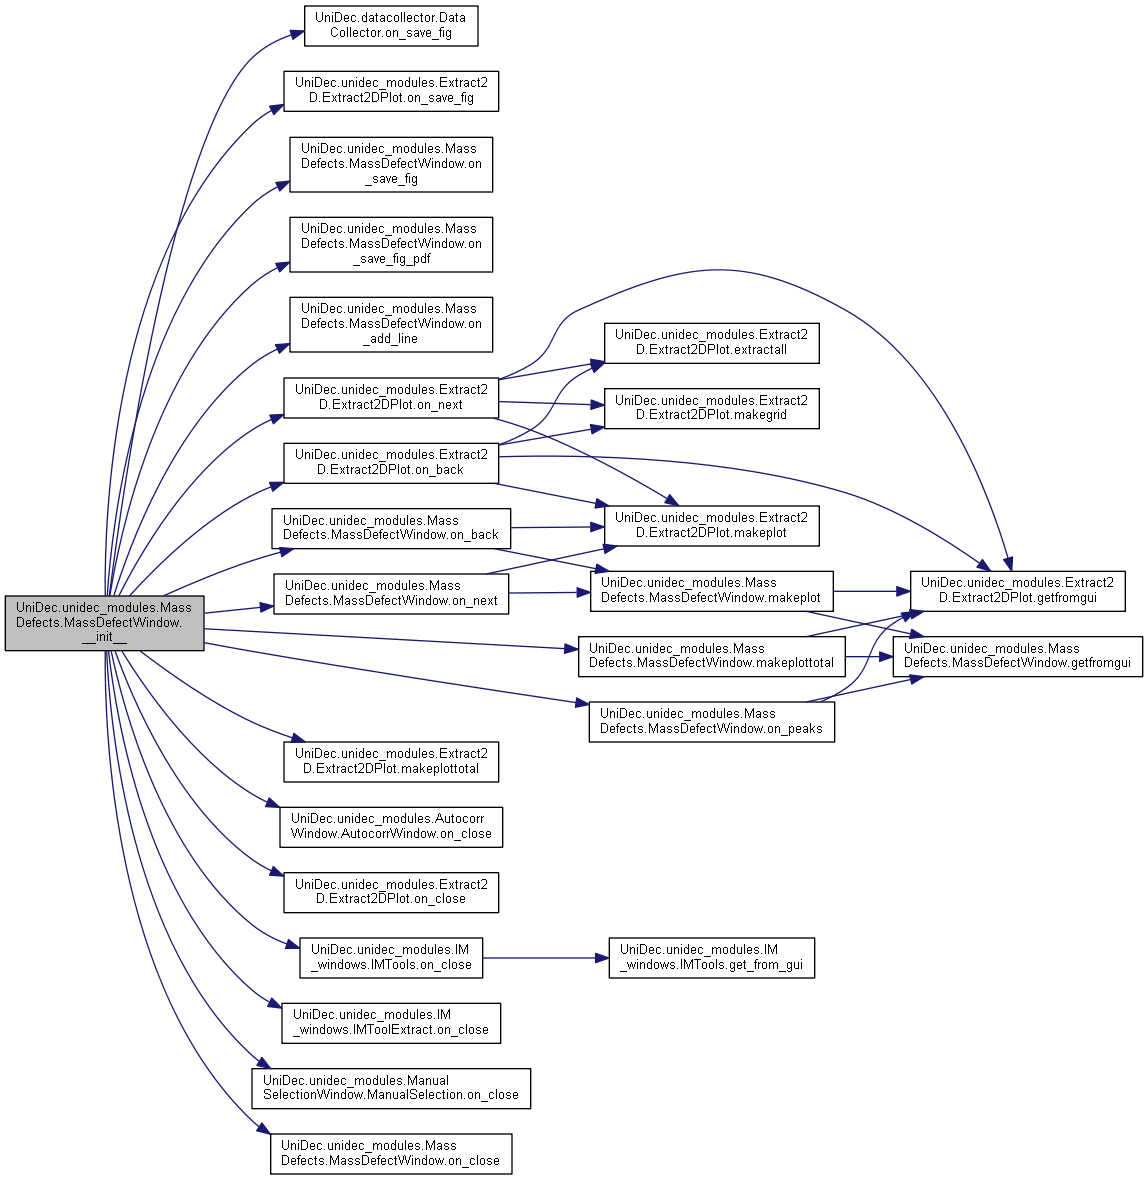 UniDec.datacollector.Data
Collector.on_save_fig
UniDec.unidec_modules.Extract2
D.Extract2DPlot.on_save_fig
UniDec.unidec_modules.Mass
Defects.MassDefectWindow.on
_save_fig
UniDec.unidec_modules.Mass
Defects.MassDefectWindow.on
_save_fig_pdf
UniDec.unidec_modules.Mass
Defects.MassDefectWindow.on
_add_line
UniDec.unidec_modules.Extract2
D.Extract2DPlot.extractall
UniDec.unidec_modules.Extract2
D.Extract2DPlot.on_next
UniDec.unidec_modules.Extract2
D.Extract2DPlot.makegrid
UniDec.unidec_modules.Extract2
D.Extract2DPlot.on_back
UniDec.unidec_modules.Mass
Defects.MassDefectWindow.on_back
UniDec.unidec_modules.Extract2
D.Extract2DPlot.makeplot
UniDec.unidec_modules.Mass
Defects.MassDefectWindow.on_next
UniDec.unidec_modules.Mass
Defects.MassDefectWindow.makeplot
UniDec.unidec_modules.Extract2
D.Extract2DPlot.getfromgui
UniDec.unidec_modules.Mass
Defects.MassDefectWindow.
__init__
UniDec.unidec_modules.Mass
Defects.MassDefectWindow.makeplottotal
UniDec.unidec_modules.Mass
Defects.MassDefectWindow.getfromgui
UniDec.unidec_modules.Mass
Defects.MassDefectWindow.on_peaks
UniDec.unidec_modules.Extract2
D.Extract2DPlot.makeplottotal
UniDec.unidec_modules.Autocorr
Window.AutocorrWindow.on_close
UniDec.unidec_modules.Extract2
D.Extract2DPlot.on_close
UniDec.unidec_modules.IM
_windows.IMTools.on_close
UniDec.unidec_modules.IM
_windows.IMTools.get_from_gui
UniDec.unidec_modules.IM
_windows.IMToolExtract.on_close
UniDec.unidec_modules.Manual
SelectionWindow.ManualSelection.on_close
UniDec.unidec_modules.Mass
Defects.MassDefectWindow.on_close